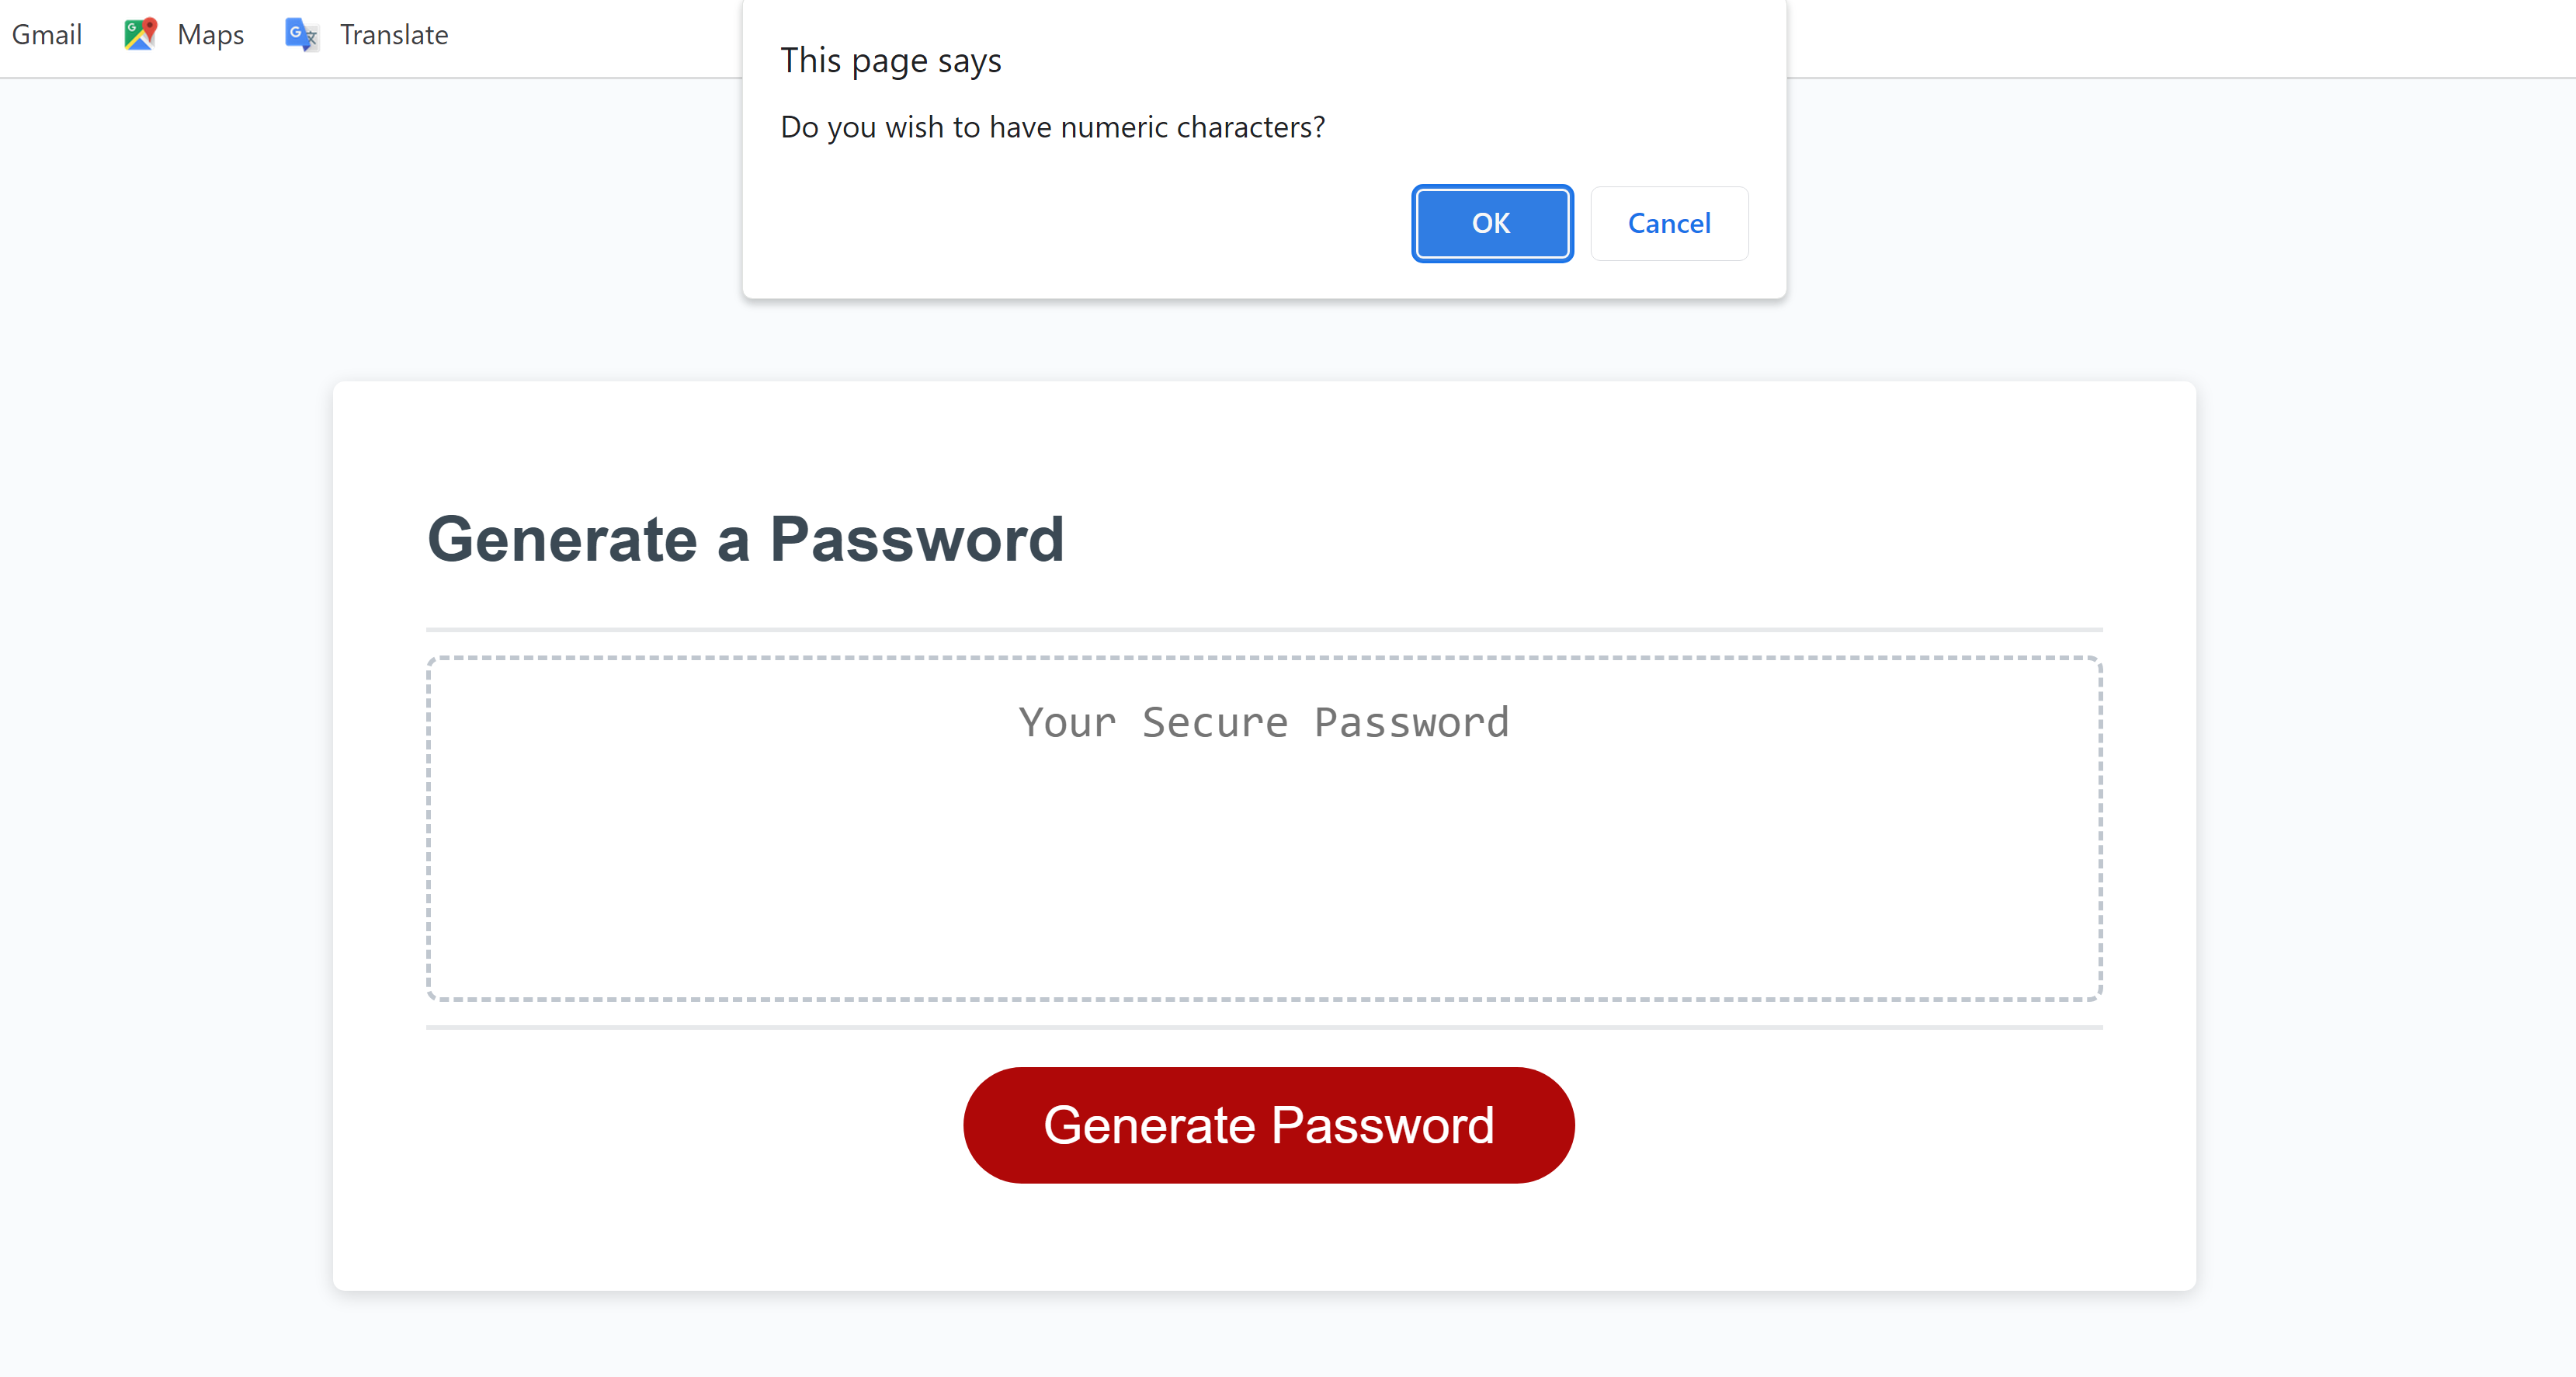 Gmail Maps Translate
This page says
Do you wish to have numeric characters?
OK Cancel
Generate a Password
Your Secure Password
Generate Password